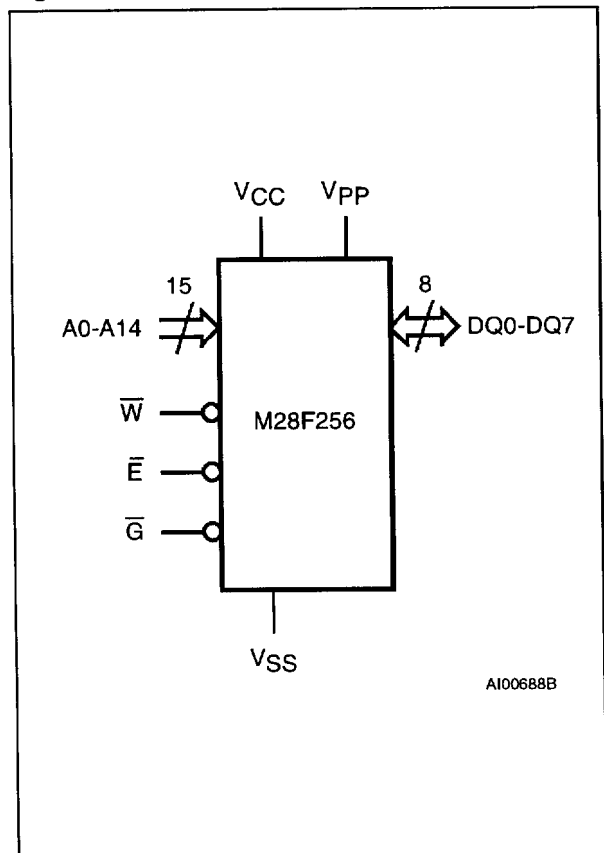 VCC VPP
15 8
A0-A14 DQ0-DQ7
W̅ M28F256
E̅
G̅
VSS
AI00688B